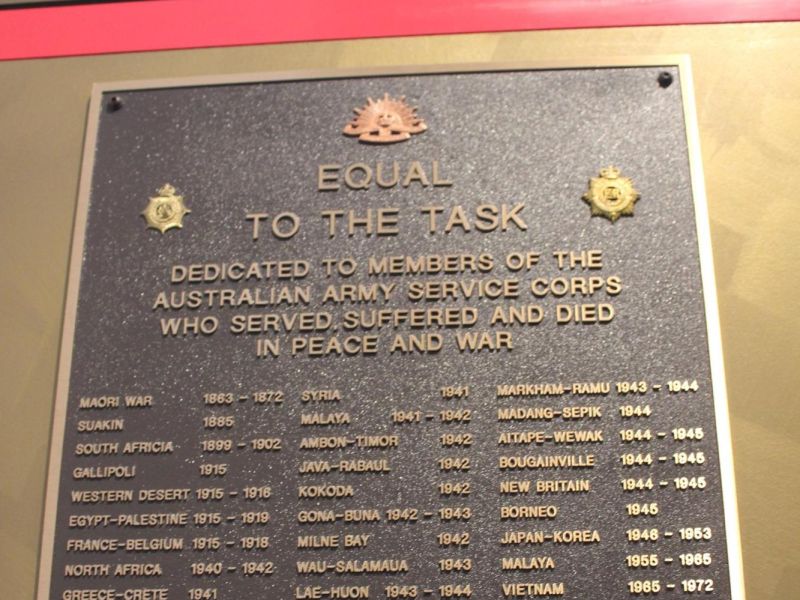 EQUAL
TO THE TASK
DEDICATED TO MEMBERS OF THE
AUSTRALIAN ARMY SERVICE CORPS
WHO SERVED, SUFFERED AND DIED
IN PEACE AND WAR
MAORI WAR 1863 - 1872
SUAKIN 1885
SOUTH AFRICIA 1899 - 1902
GALLIPOLI 1915
WESTERN DESERT 1915 - 1916
EGYPT-PALESTINE 1915 - 1919
FRANCE-BELGIUM 1915 - 1918
NORTH AFRICA 1940 - 1942
GREECE-CRETE 1941
SYRIA 1941
MALAYA 1941 - 1942
AMBON-TIMOR 1942
JAVA-RABAUL 1942
KOKODA 1942
GONA-BUNA 1942 - 1943
MILNE BAY 1942
WAU-SALAMAUA 1943
LAE-HUON 1943 - 1944
MARKHAM-RAMU 1943 - 1944
MADANG-SEPIK 1944
AITAPE-WEWAK 1944 - 1945
BOUGAINVILLE 1944 - 1945
NEW BRITAIN 1944 - 1945
BORNEO 1945
JAPAN-KOREA 1946 - 1953
MALAYA 1955 - 1965
VIETNAM 1965 - 1972